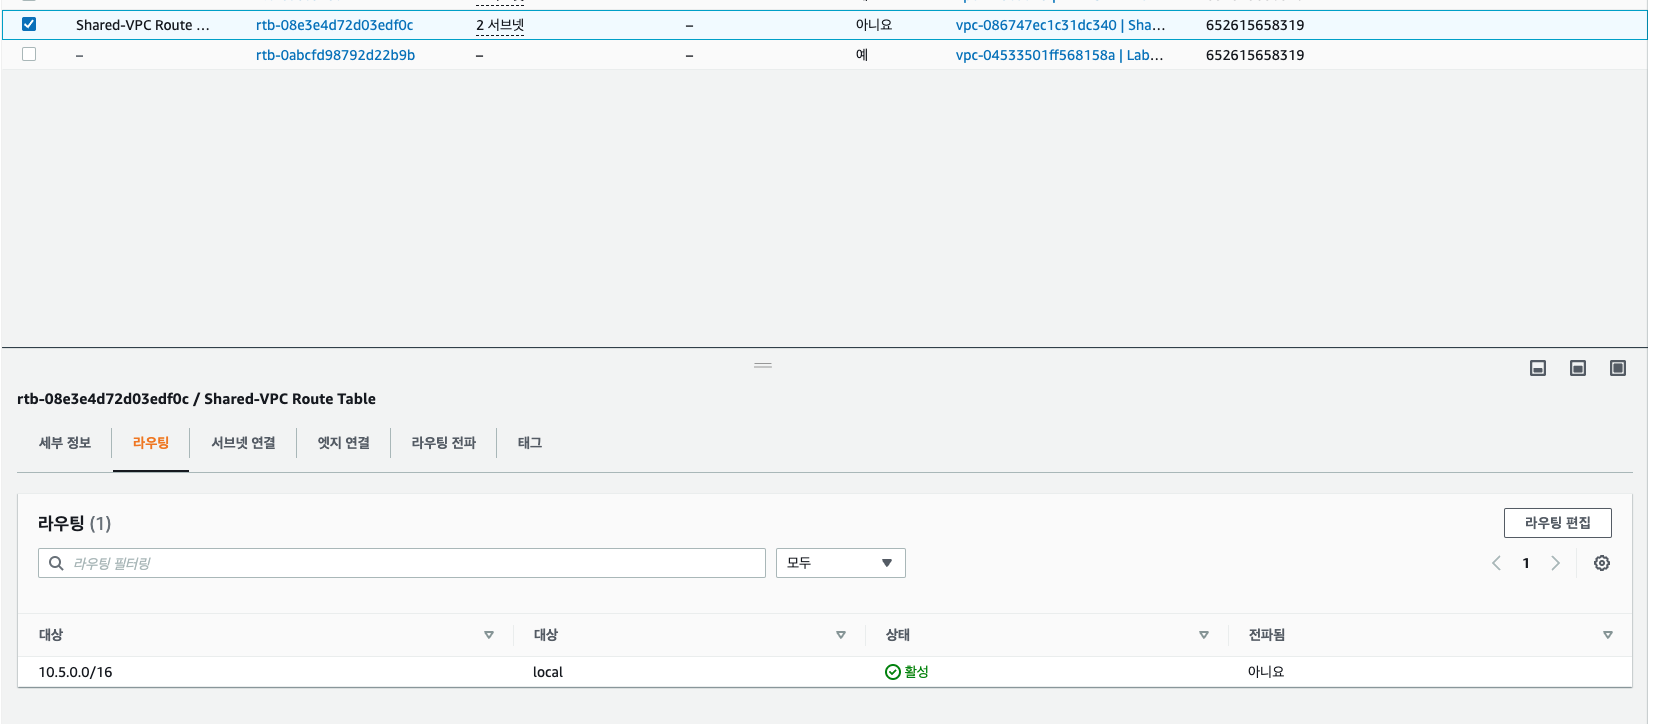 Shared-VPC Route ... rtb-08e3e4d72d03edf0c 2 서브넷 – – 아니요 vpc-086747ec1c31dc340 | Sha... 652615658319
– rtb-0abcfd98792d22b9b – – 예 vpc-04533501ff568158a | Lab... 652615658319
rtb-08e3e4d72d03edf0c / Shared-VPC Route Table
세부 정보 라우팅 서브넷 연결 엣지 연결 라우팅 전파 태그
라우팅 (1) 라우팅 편집
라우팅 필터링 모두 1
대상 대상 상태 전파됨
10.5.0.0/16 local 활성 아니요